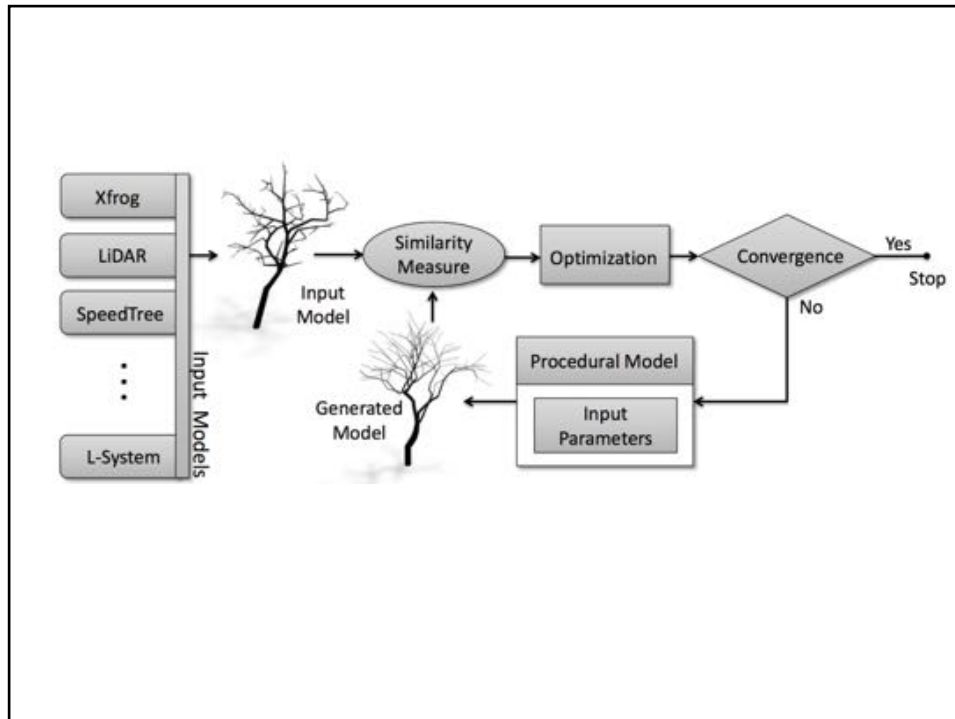 Xfrog
LiDAR
SpeedTree
L-System
Input Models
Input
Model
Similarity
Measure
Optimization
Convergence
Yes
Stop
No
Procedural Model
Input
Parameters
Generated
Model